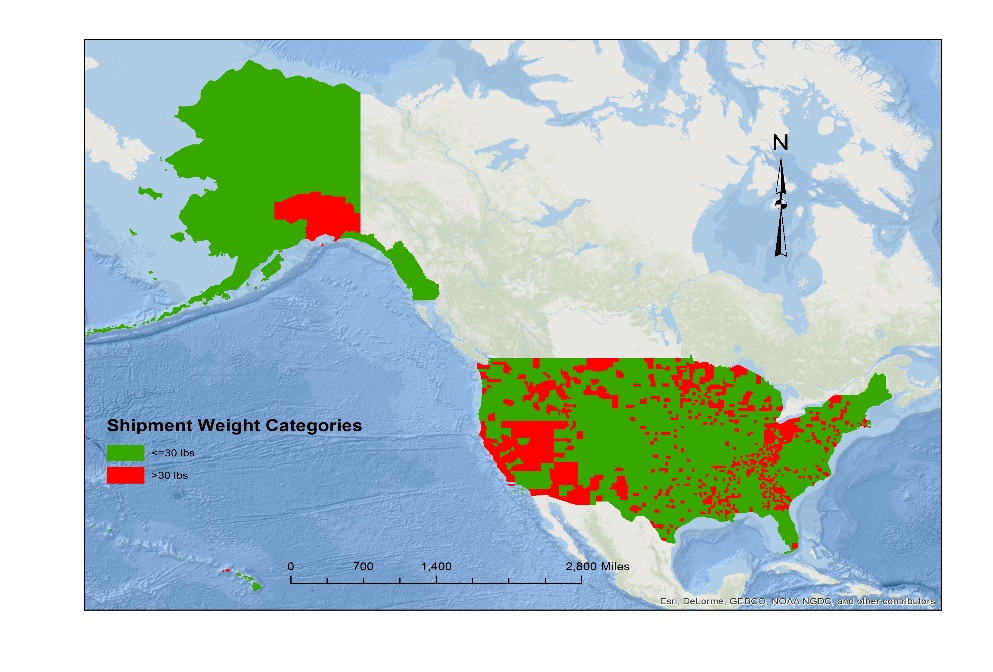 N
Shipment Weight Categories
<=30 lbs
>30 lbs
0 700 1,400 2,800 Miles
Esri, DeLorme, GEBCO, NOAA NGDC, and other contributors